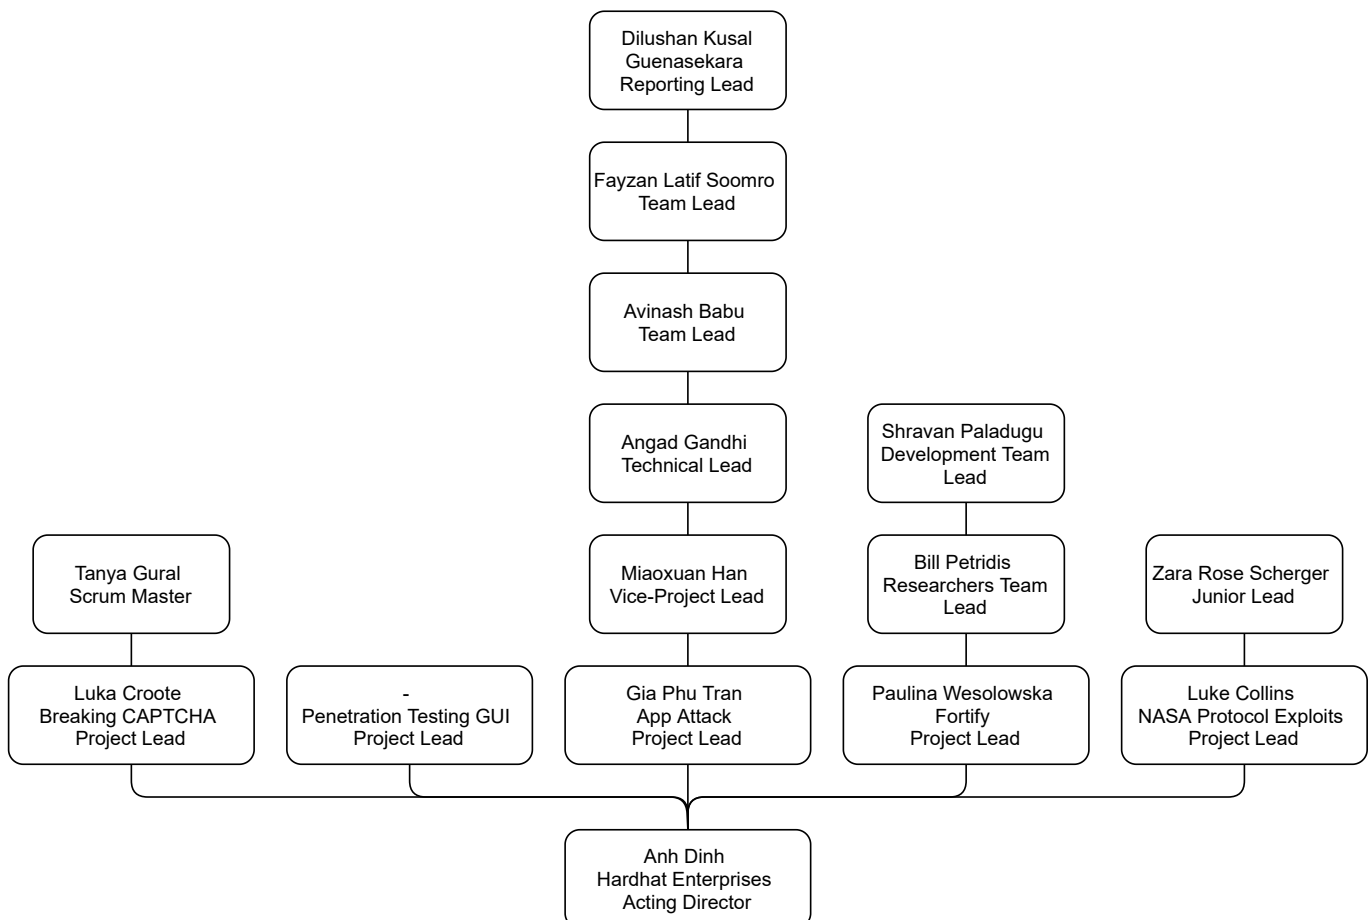 Dilushan Kusal
Guenasekara
Reporting Lead
Fayzan Latif Soomro
Team Lead
Avinash Babu
Team Lead
Angad Gandhi
Technical Lead
Shravan Paladugu
Development Team
Lead
Tanya Gural
Scrum Master
Miaoxuan Han
Vice-Project Lead
Bill Petridis
Researchers Team
Lead
Zara Rose Scherger
Junior Lead
Luka Croote
Breaking CAPTCHA
Project Lead
-
Penetration Testing GUI
Project Lead
Gia Phu Tran
App Attack
Project Lead
Paulina Wesolowska
Fortify
Project Lead
Luke Collins
NASA Protocol Exploits
Project Lead
Anh Dinh
Hardhat Enterprises
Acting Director